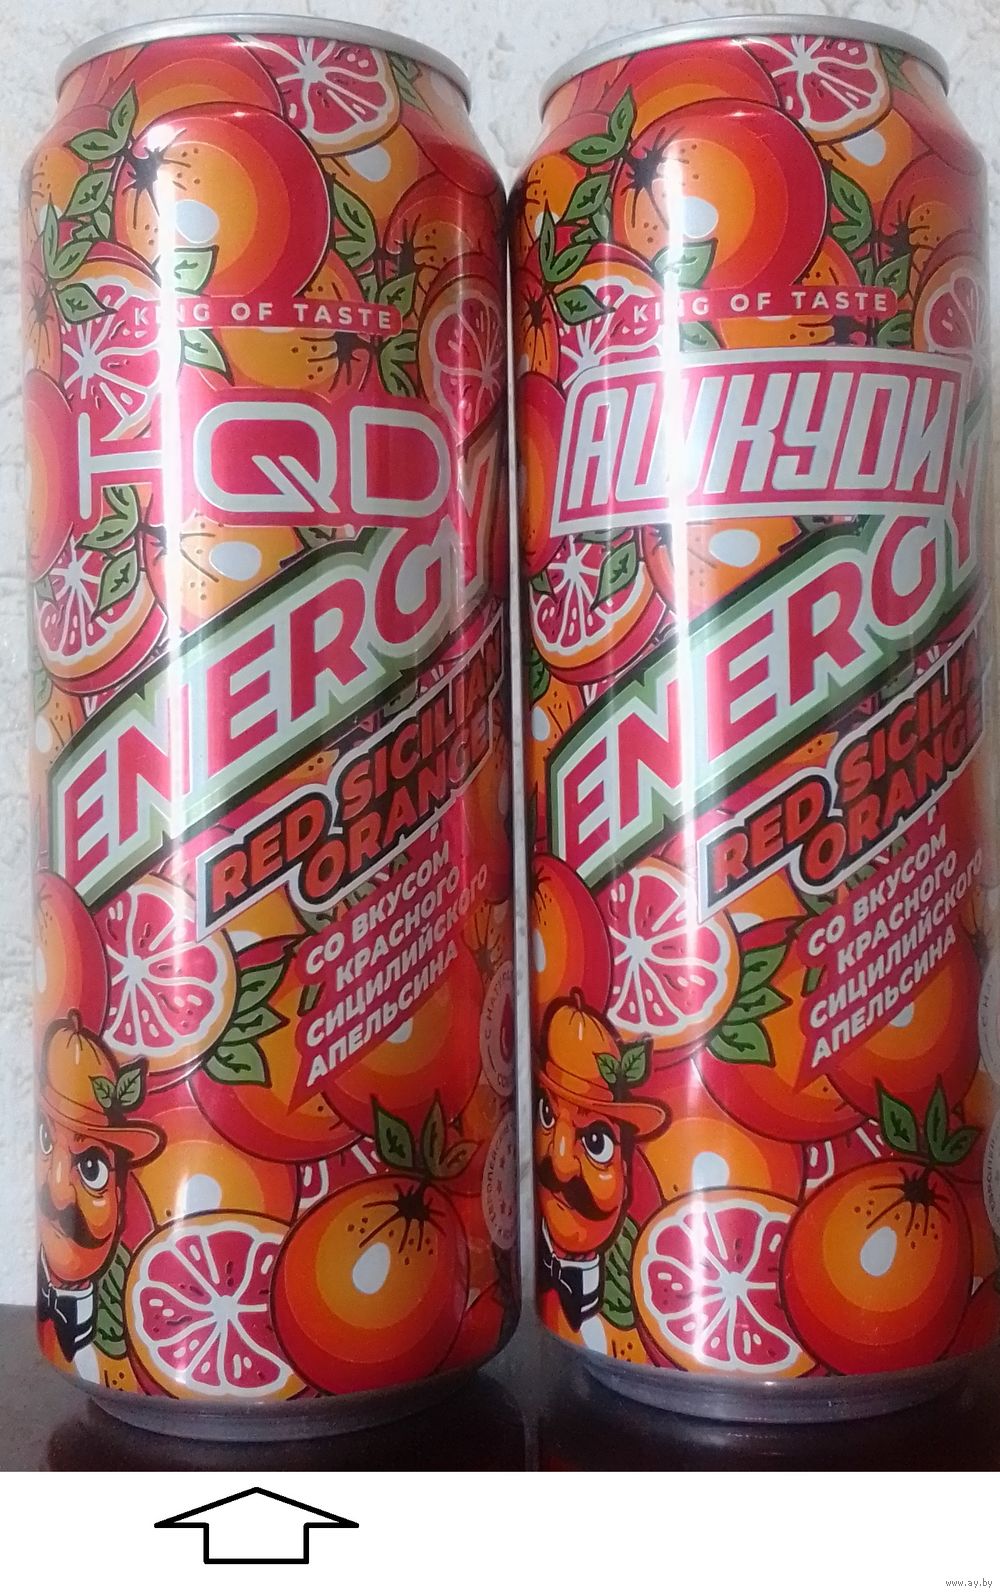 KING OF TASTE
HQD
ENERGY
RED SICILIAN
ORANGE
СО ВКУСОМ
КРАСНОГО
СИЦИЛИЙСКОГО
АПЕЛЬСИНА
KING OF TASTE
АШКУДИ
ENERGY
RED SICILIAN
ORANGE
СО ВКУСОМ
КРАСНОГО
СИЦИЛИЙСКОГО
АПЕЛЬСИНА
www.ay.by